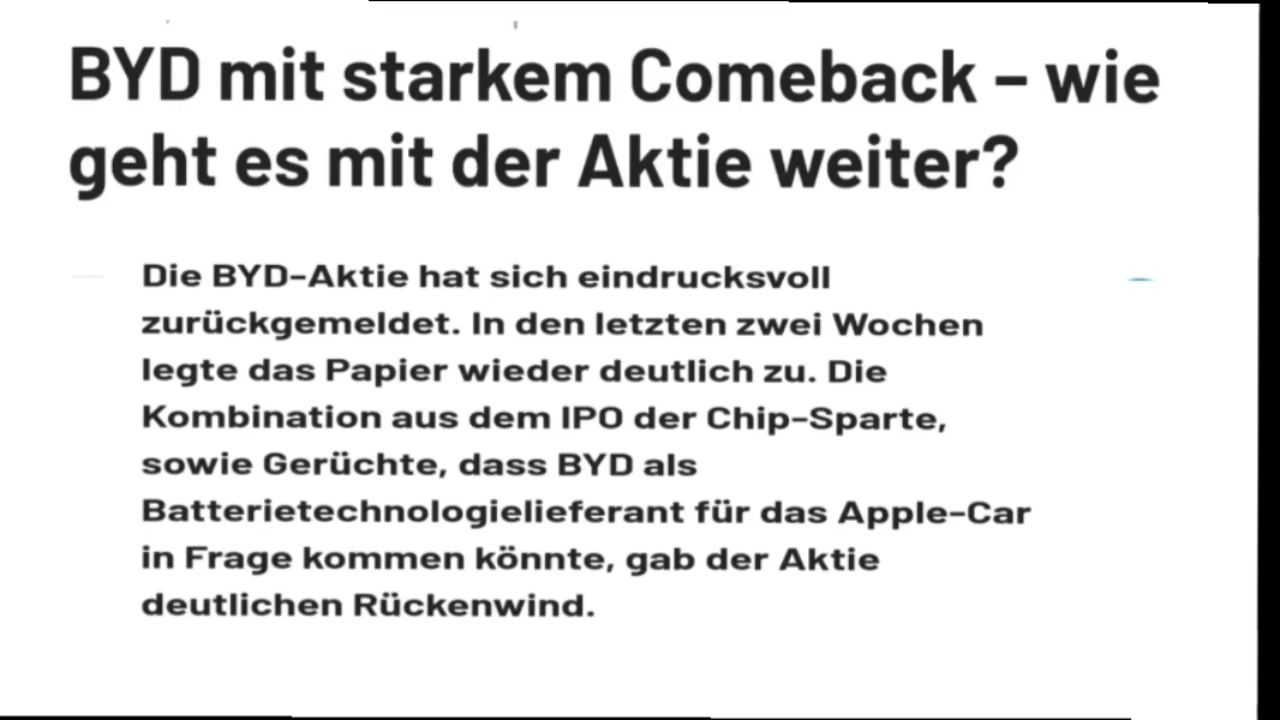 BYD mit starkem Comeback – wie
geht es mit der Aktie weiter?
Die BYD-Aktie hat sich eindrucksvoll
zurückgemeldet. In den letzten zwei Wochen
legte das Papier wieder deutlich zu. Die
Kombination aus dem IPO der Chip-Sparte,
sowie Gerüchte, dass BYD als
Batterietechnologielieferant für das Apple-Car
in Frage kommen könnte, gab der Aktie
deutlichen Rückenwind.